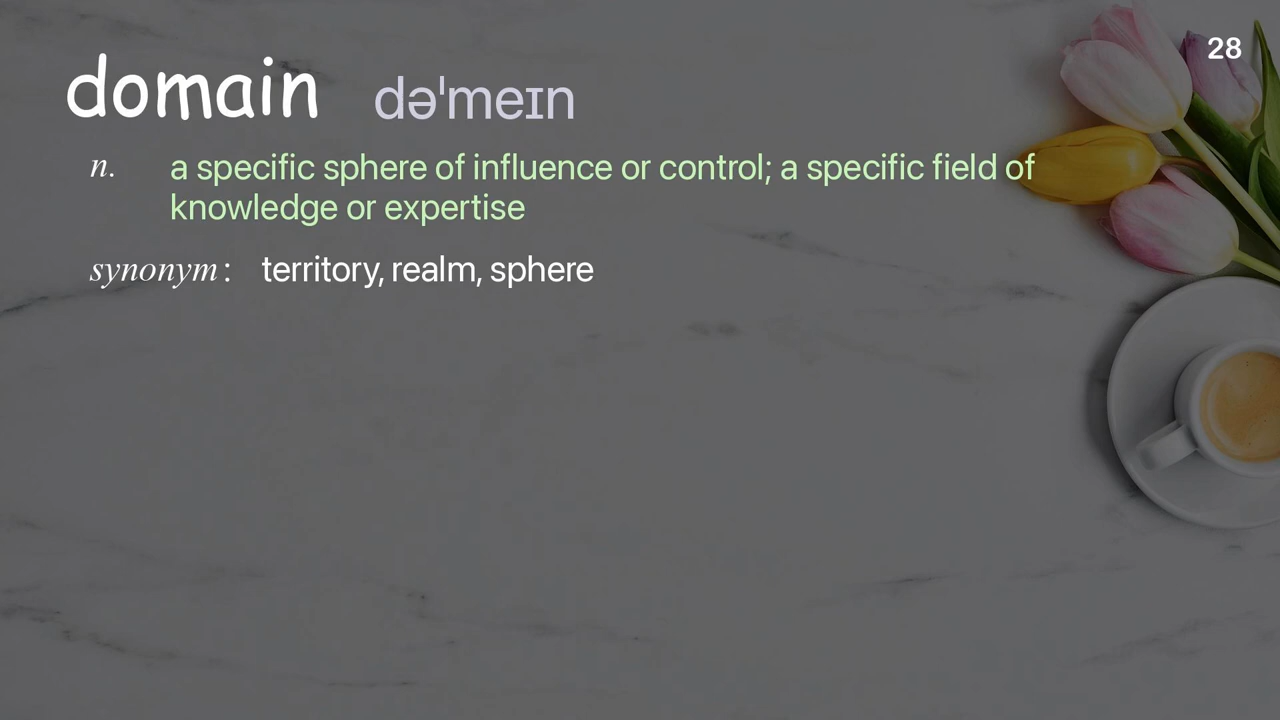 28
domain dəˈmeɪn
n. a specific sphere of influence or control; a specific field of
knowledge or expertise
synonym: territory, realm, sphere